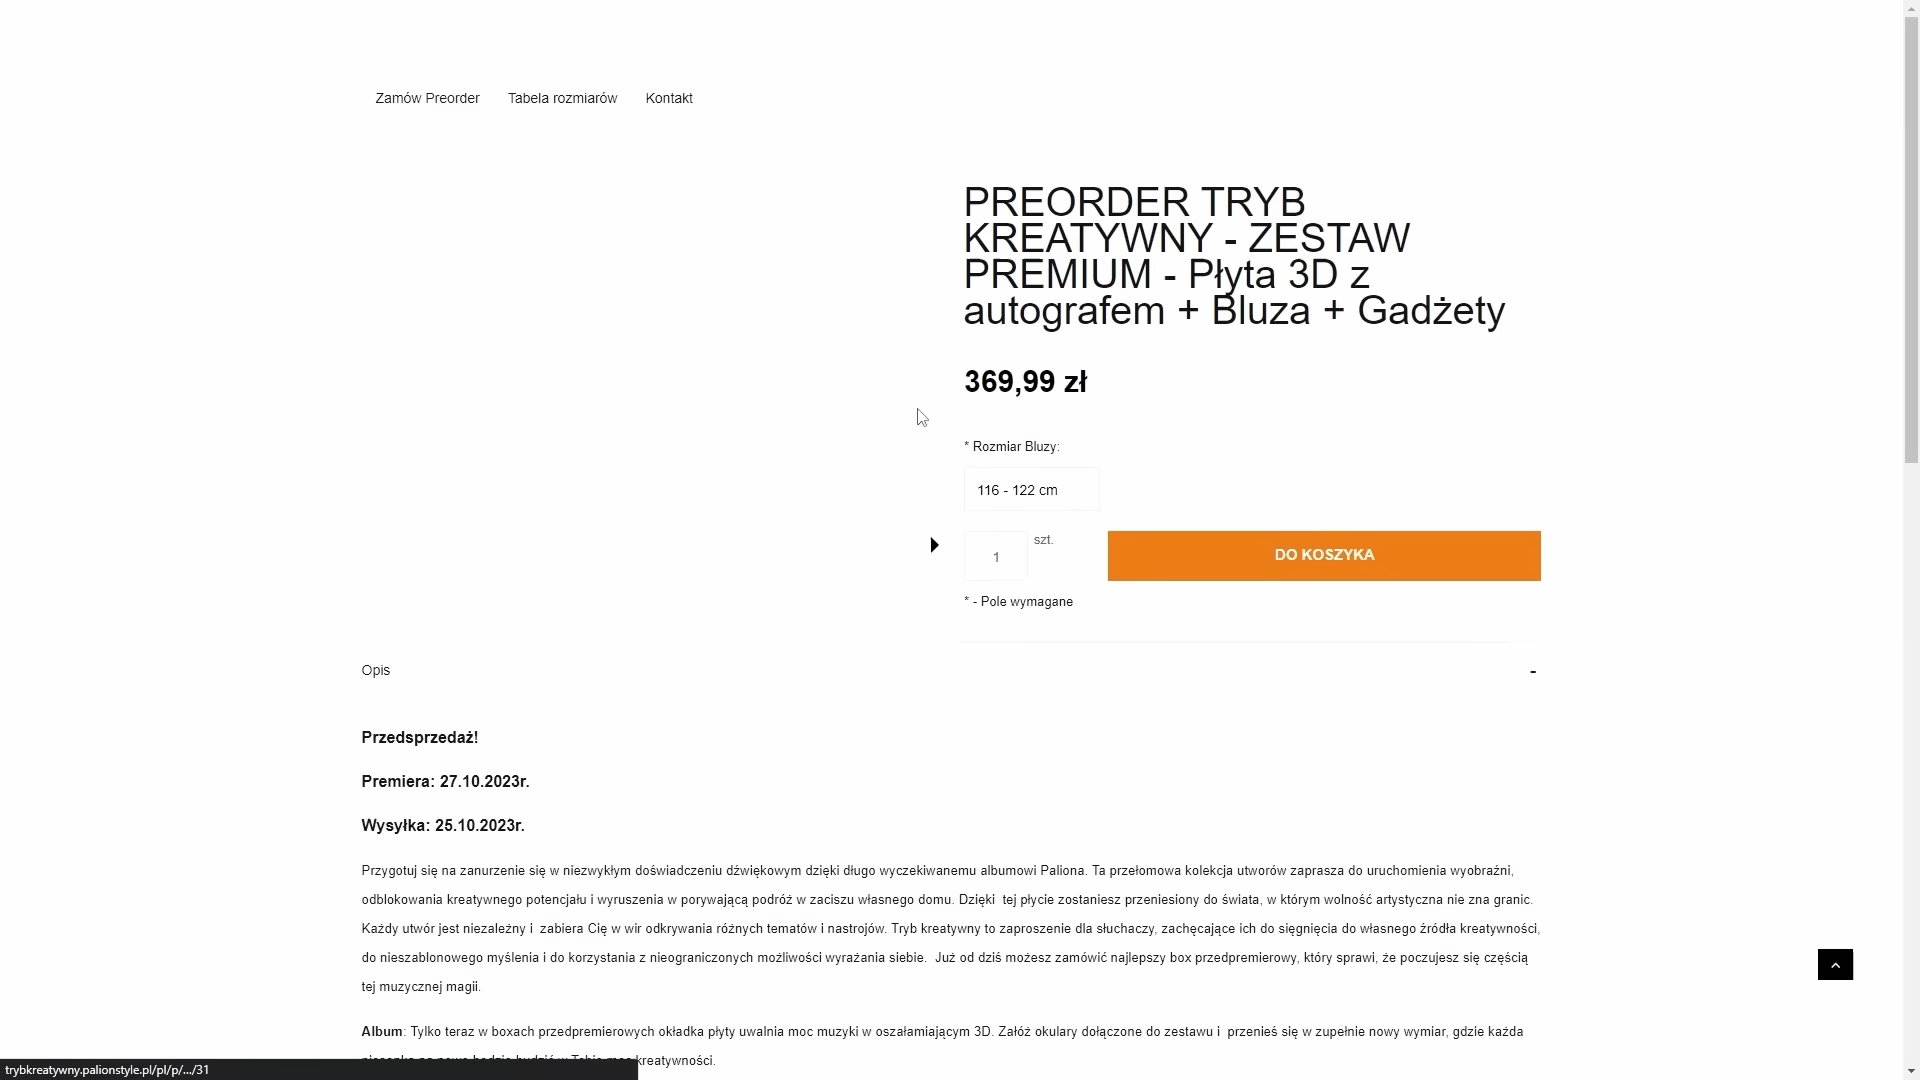 Zamów Preorder Tabela rozmiarów Kontakt
PREORDER TRYB
KREATYWNY - ZESTAW
PREMIUM - Płyta 3D z
autografem + Bluza + Gadżety
369,99 zł
* Rozmiar Bluzy:
116 - 122 cm
1 szt. DO KOSZYKA
* - Pole wymagane
Opis -
Przedsprzedaż!
Premiera: 27.10.2023r.
Wysyłka: 25.10.2023r.
Przygotuj się na zanurzenie się w niezwykłym doświadczeniu dźwiękowym dzięki długo wyczekiwanemu albumowi Paliona. Ta przełomowa kolekcja utworów zaprasza do uruchomienia wyobraźni,
odblokowania kreatywnego potencjału i wyruszenia w porywającą podróż w zaciszu własnego domu. Dzięki tej płycie zostaniesz przeniesiony do świata, w którym wolność artystyczna nie zna granic.
Każdy utwór jest niezależny i zabiera Cię w wir odkrywania różnych tematów i nastrojów. Tryb kreatywny to zaproszenie dla słuchaczy, zachęcające ich do sięgnięcia do własnego źródła kreatywności,
do nieszablonowego myślenia i do korzystania z nieograniczonych możliwości wyrażania siebie. Już od dziś możesz zamówić najlepszy box przedpremierowy, który sprawi, że poczujesz się częścią
tej muzycznej magii.
Album: Tylko teraz w boxach przedpremierowych okładka płyty uwalnia moc muzyki w oszałamiającym 3D. Załóż okulary dołączone do zestawu i przenieś się w zupełnie nowy wymiar, gdzie każda
kreatywności.
trybkreatywny.palionstyle.pl/pl/p/.../31